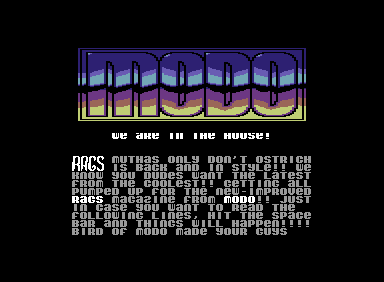 MODO
WE ARE IN THE HOUSE!
RAGS MUTHAS ONLY DON'T OSTRICH
IS BACK AND IN STYLE!! WE
KNOW YOU DUDES WANT THE LATEST
FROM THE COOLEST!! GETTING ALL
PUMPED UP FOR THE NEW-IMPROVED
RAGS MAGAZINE FROM MODO!! JUST
IN CASE YOU WANT TO READ THE
FOLLOWING LINES, HIT THE SPACE
BAR AND THINGS WILL HAPPEN!!!!
BIRD OF MODO MADE YOUR GUYS